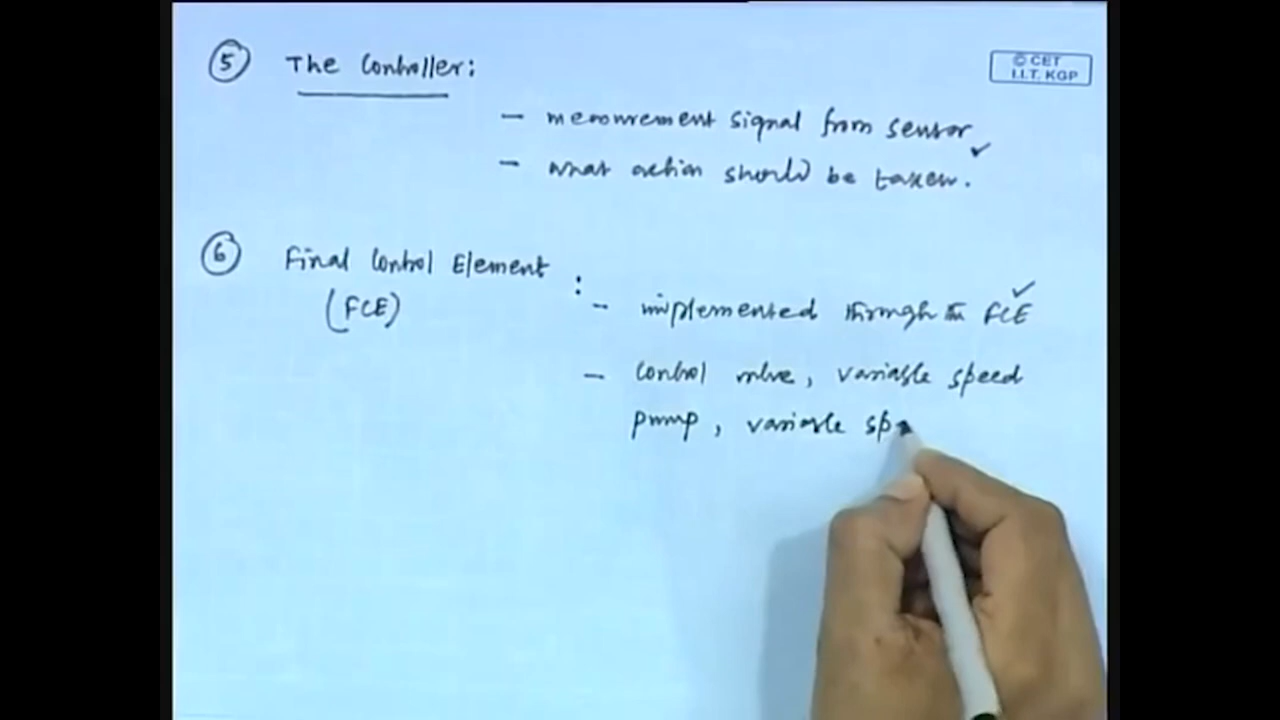 5 The Controller:
© CET
I.I.T. KGP
- measurement signal from sensor
- what action should be taken.
6 Final Control Element :
(FCE)
- implemented through the FCE
- Control valve, variable speed
pump, variable spe